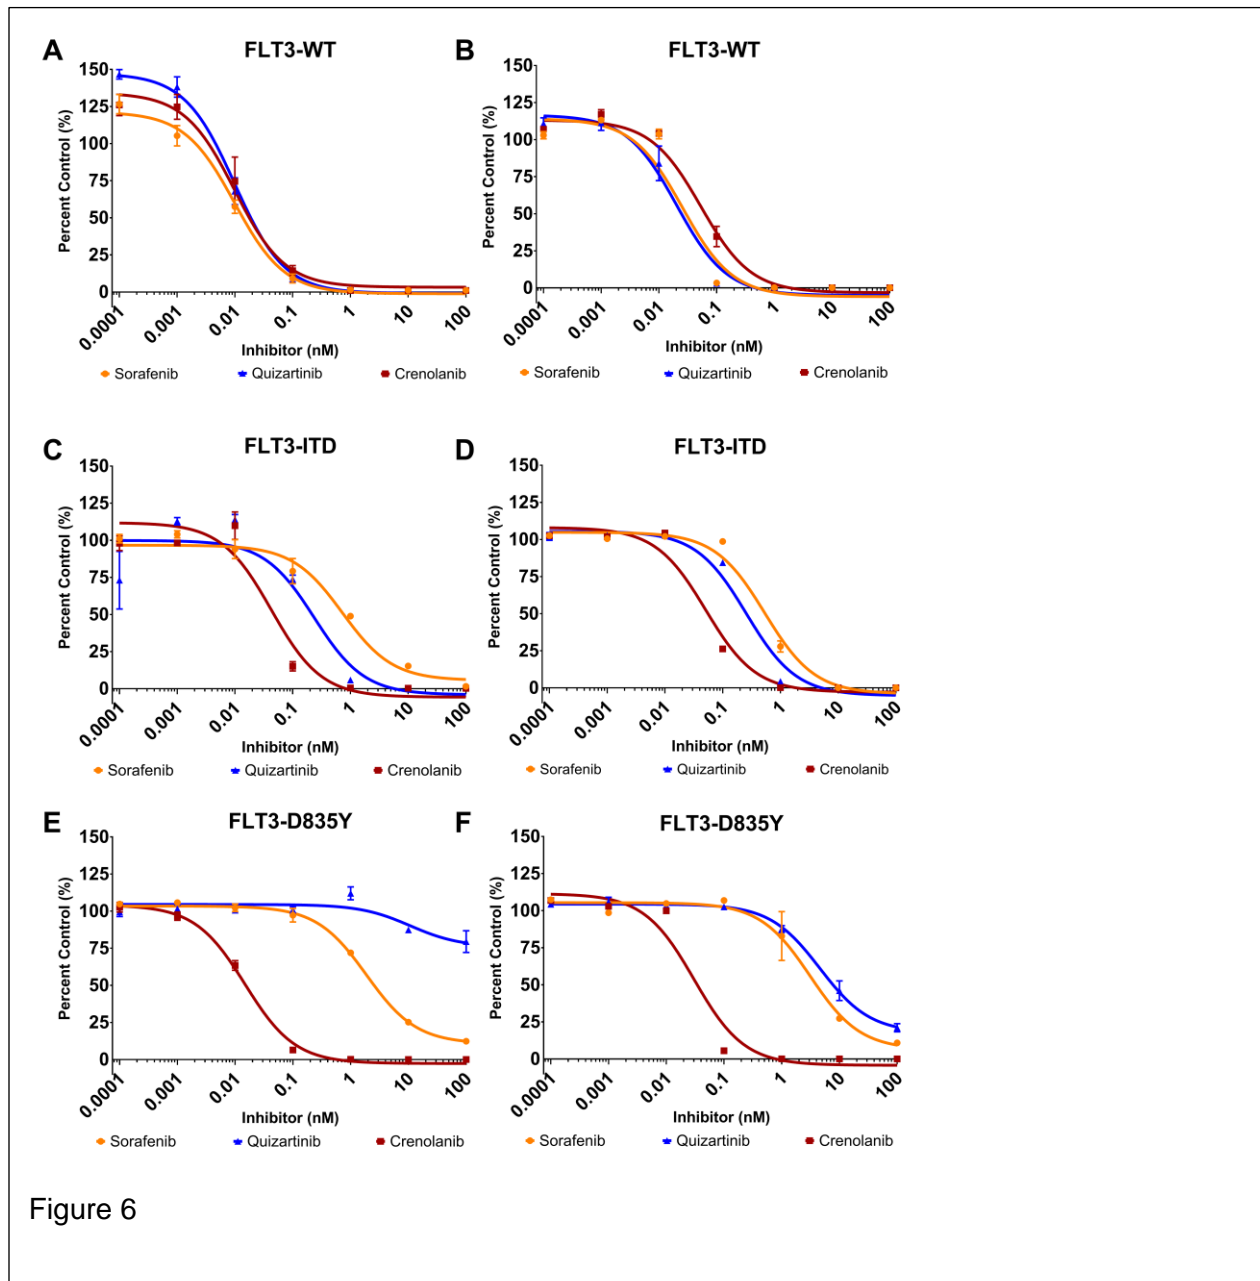 A FLT3-WT
Percent Control (%)
150
125
100
75
50
25
0
0.0001 0.001 0.01 0.1 1 10 100
Inhibitor (nM)
Sorafenib Quizartinib Crenolanib
B FLT3-WT
Percent Control (%)
150
125
100
75
50
25
0
0.0001 0.001 0.01 0.1 1 10 100
Inhibitor (nM)
Sorafenib Quizartinib Crenolanib
C FLT3-ITD
Percent Control (%)
150
125
100
75
50
25
0
0.0001 0.001 0.01 0.1 1 10 100
Inhibitor (nM)
Sorafenib Quizartinib Crenolanib
D FLT3-ITD
Percent Control (%)
150
125
100
75
50
25
0
0.0001 0.001 0.01 0.1 1 10 100
Inhibitor (nM)
Sorafenib Quizartinib Crenolanib
E FLT3-D835Y
Percent Control (%)
150
125
100
75
50
25
0
0.0001 0.001 0.01 0.1 1 10 100
Inhibitor (nM)
Sorafenib Quizartinib Crenolanib
F FLT3-D835Y
Percent Control (%)
150
125
100
75
50
25
0
0.0001 0.001 0.01 0.1 1 10 100
Inhibitor (nM)
Sorafenib Quizartinib Crenolanib
Figure 6